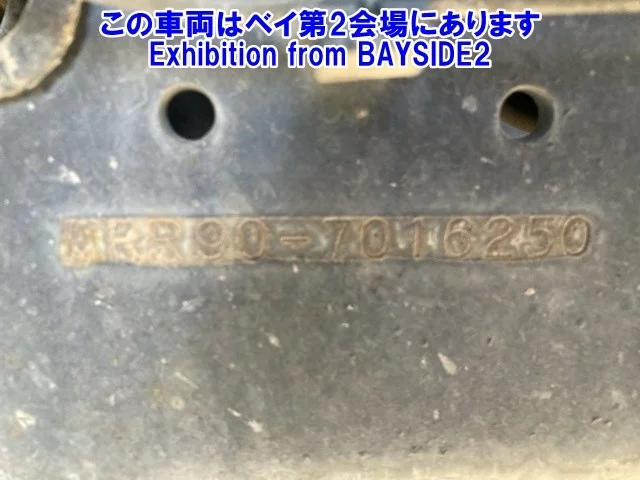 この車両はベイ第2会場にあります
Exhibition from BAYSIDE2
FRR90-7016250